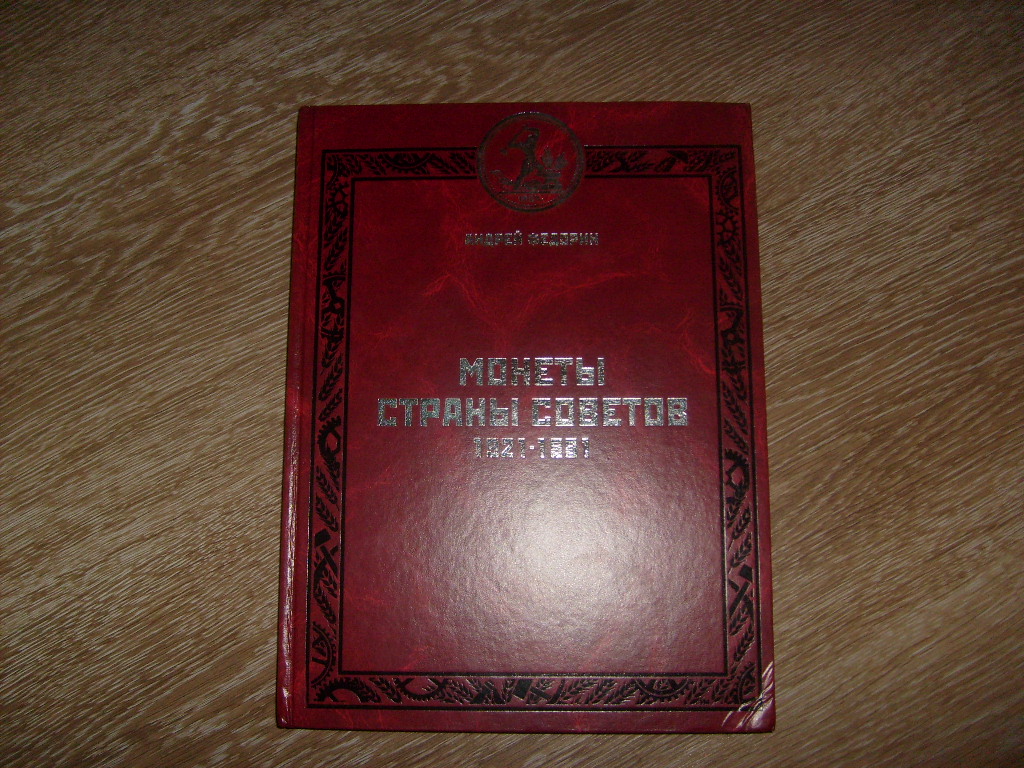 АНДРЕЙ ФЕДОРИН
МОНЕТЫ
СТРАНЫ СОВЕТОВ
1921-1991